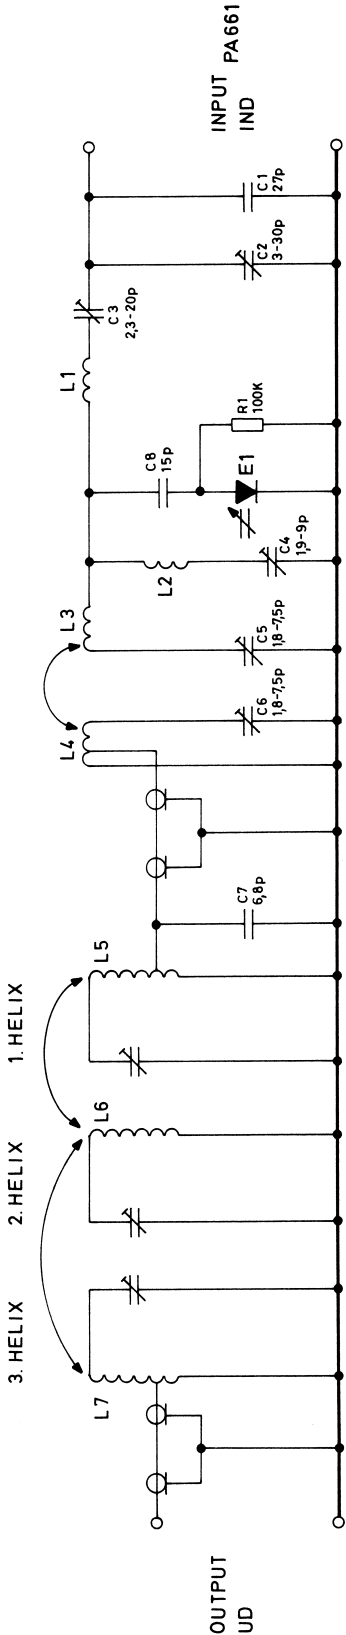 3. HELIX
2. HELIX
1. HELIX
L7
L6
L5
L4
L3
L1
L2
C7
6,8p
C6
1,8-7,5p
C5
1,8-7,5p
C4
1,9-9p
E1
R1
100K
C8
15p
C3
2,3-20p
C2
3-30p
C1
27p
OUTPUT
UD
INPUT PA661
IND